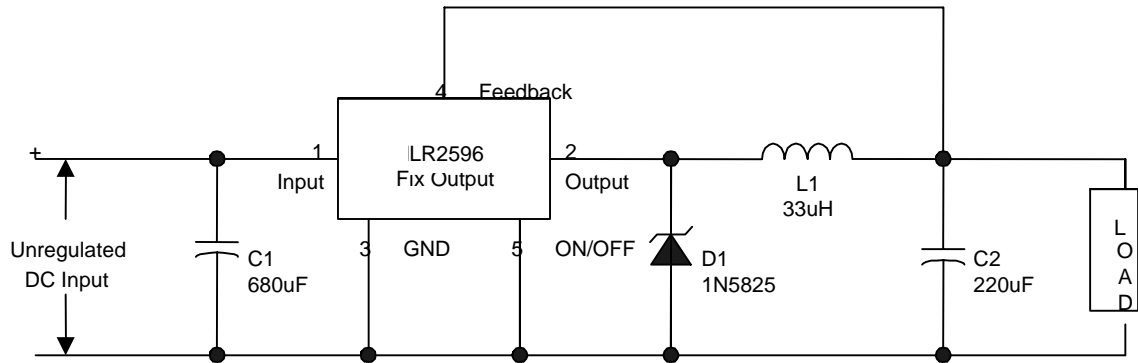 4 Feedback
+
1
LR2596
2
Input
Fix Output
Output
L1
33uH
3
GND
5
ON/OFF
Unregulated
DC Input
C1
680uF
D1
1N5825
C2
220uF
LOAD